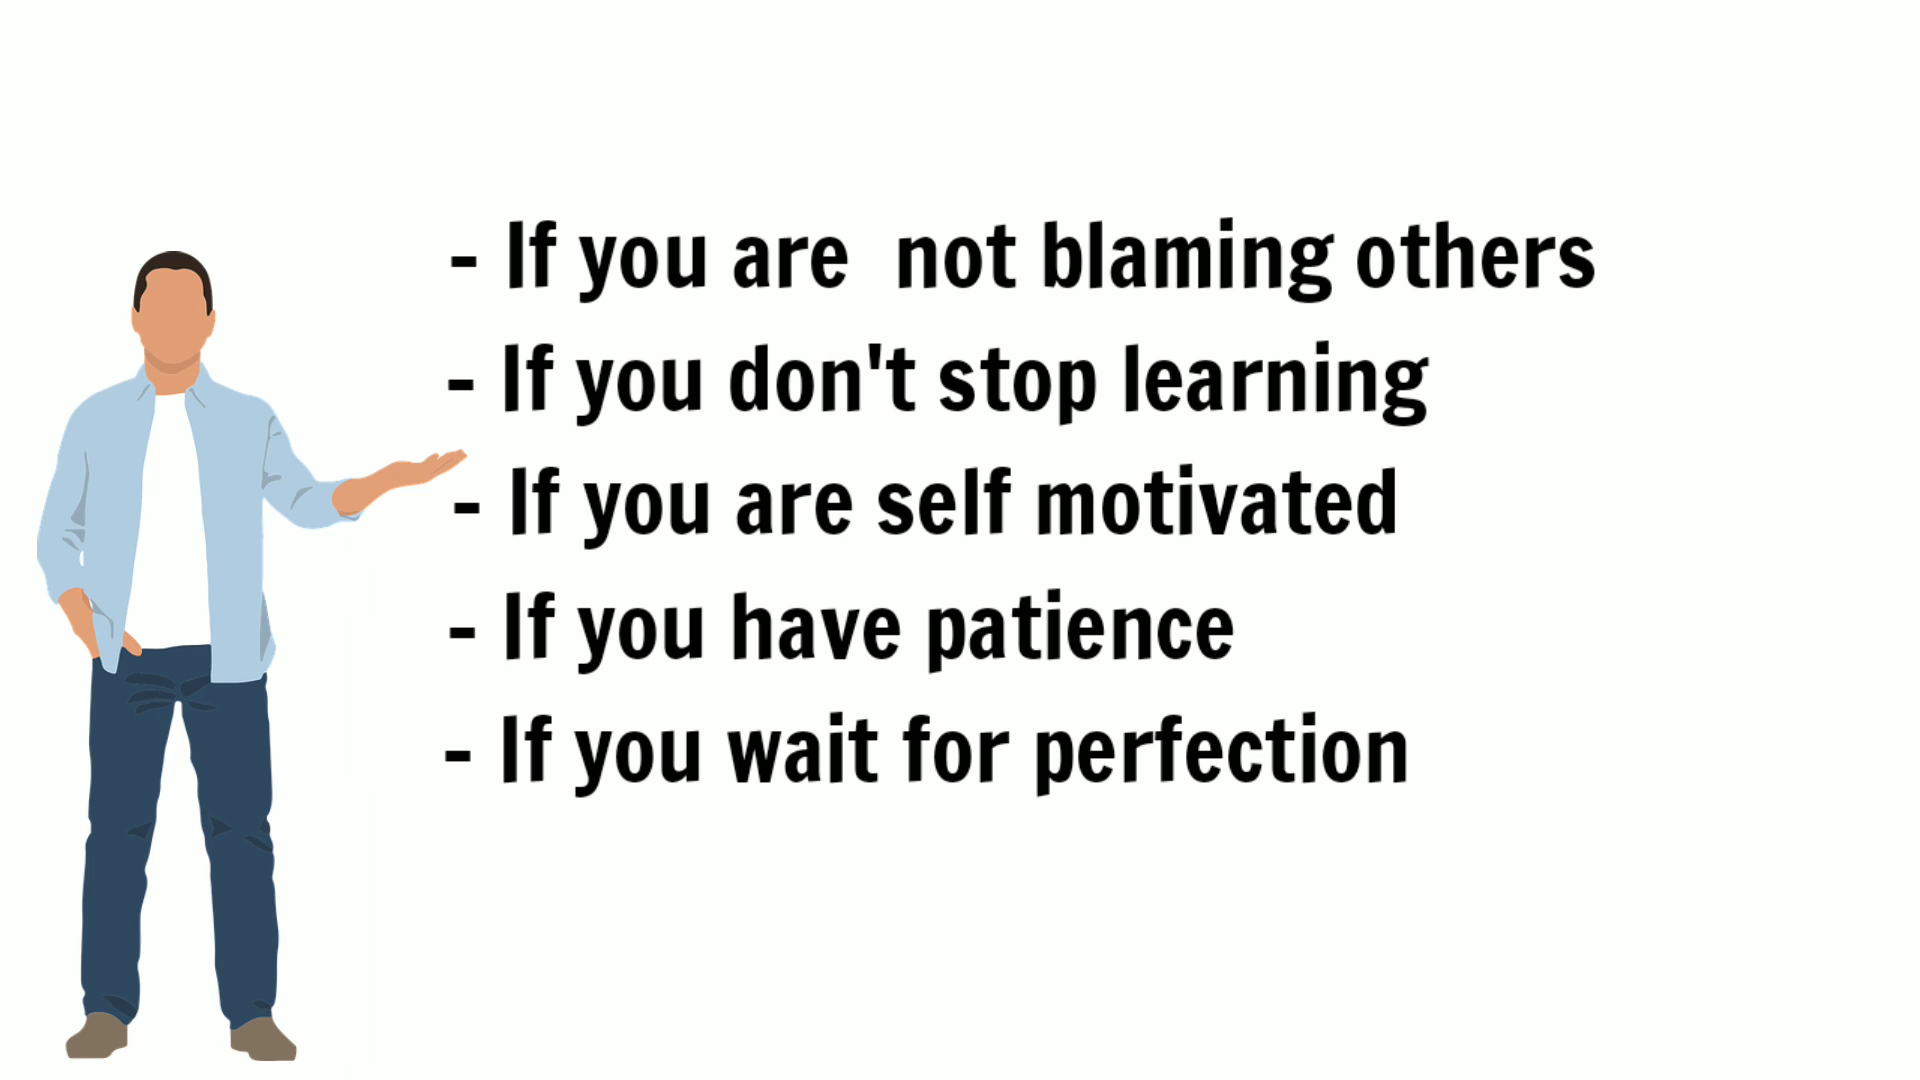 - If you are  not blaming others
- If you don't stop learning
- If you are self motivated
- If you have patience
- If you wait for perfection